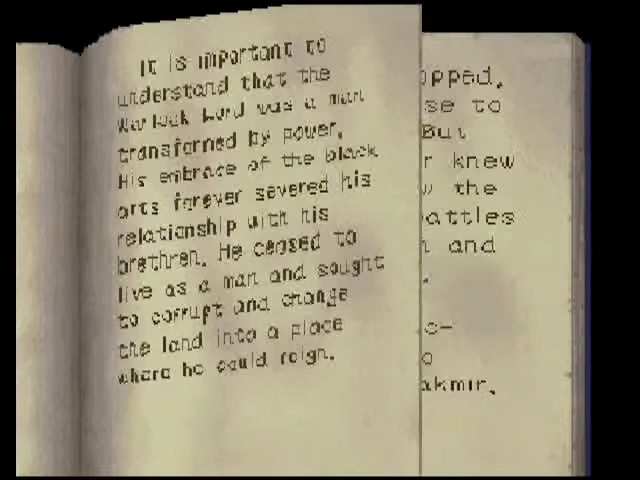 It is important to
understand that the
Warlock Lord was a man
transformed by power.
His embrace of the black
arts forever severed his
relationship with his
brethren. He ceased to
live as a man and sought
to corrupt and change
the land into a place
where he could reign.
opped,
se to
But
r knew
w the
attles
n and
.
c-
o
akmir.